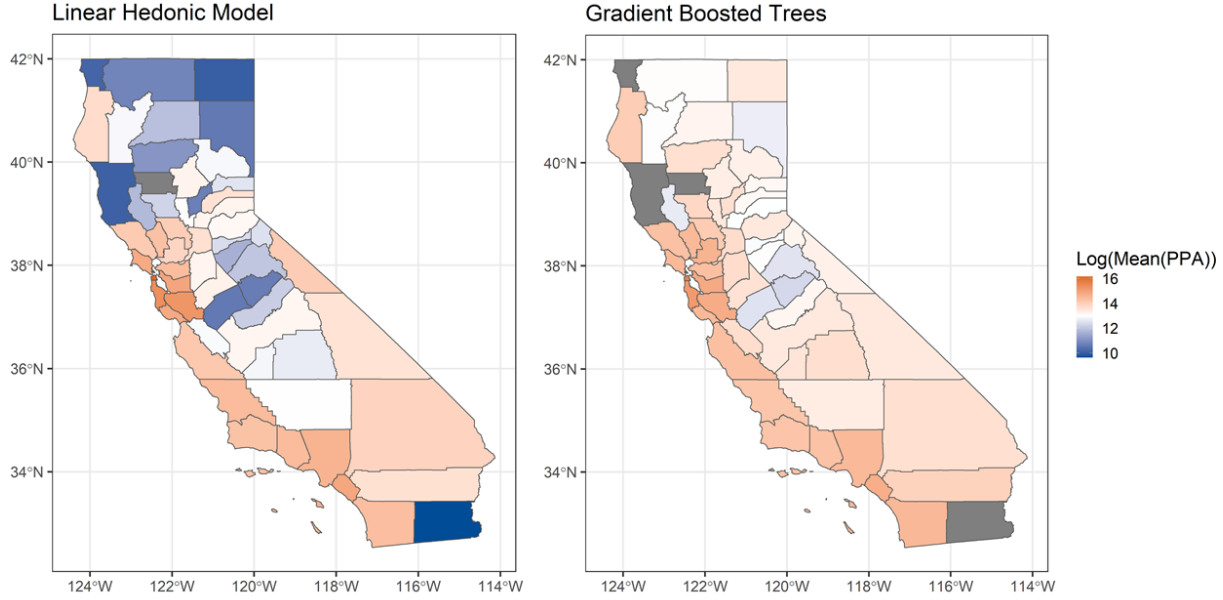 Linear Hedonic Model
Gradient Boosted Trees
42°N
40°N
38°N
36°N
34°N
124°W
122°W
120°W
118°W
116°W
114°W
42°N
40°N
38°N
36°N
34°N
124°W
122°W
120°W
118°W
116°W
114°W
Log(Mean(PPA))
16
14
12
10